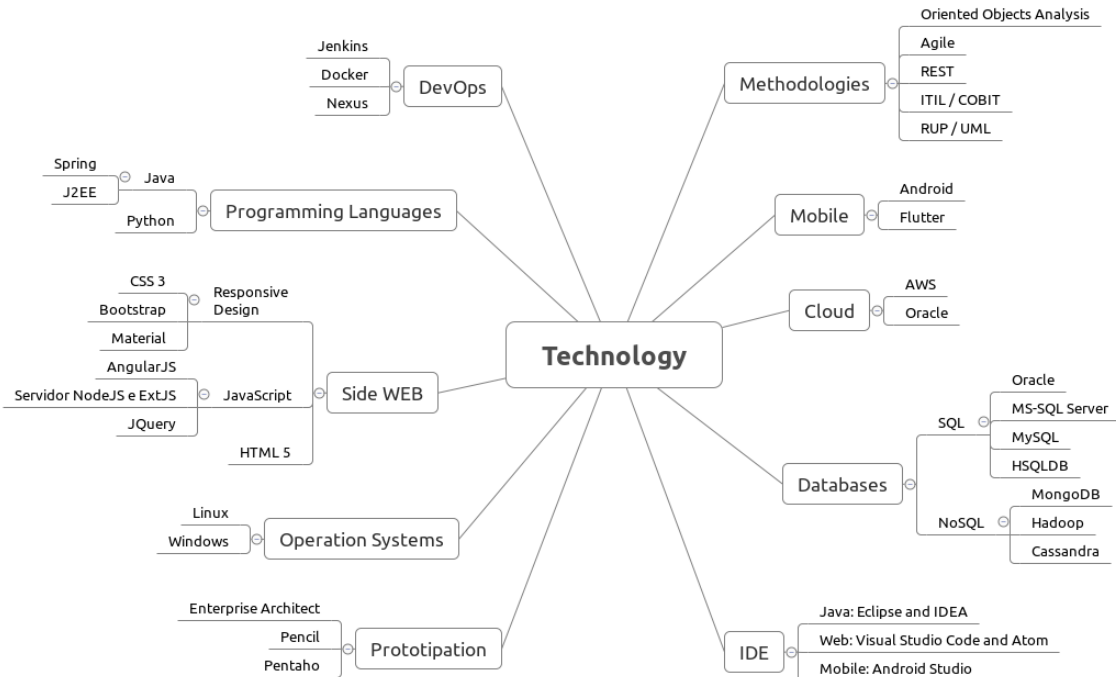 Technology
DevOps
Jenkins
Docker
Nexus
Programming Languages
Java
Spring
J2EE
Python
Side WEB
Responsive
Design
CSS 3
Bootstrap
Material
JavaScript
AngularJS
Servidor NodeJS e ExtJS
JQuery
HTML 5
Operation Systems
Linux
Windows
Prototipation
Enterprise Architect
Pencil
Pentaho
Methodologies
Oriented Objects Analysis
Agile
REST
ITIL / COBIT
RUP / UML
Mobile
Android
Flutter
Cloud
AWS
Oracle
Databases
SQL
Oracle
MS-SQL Server
MySQL
HSQLDB
NoSQL
MongoDB
Hadoop
Cassandra
IDE
Java: Eclipse and IDEA
Web: Visual Studio Code and Atom
Mobile: Android Studio